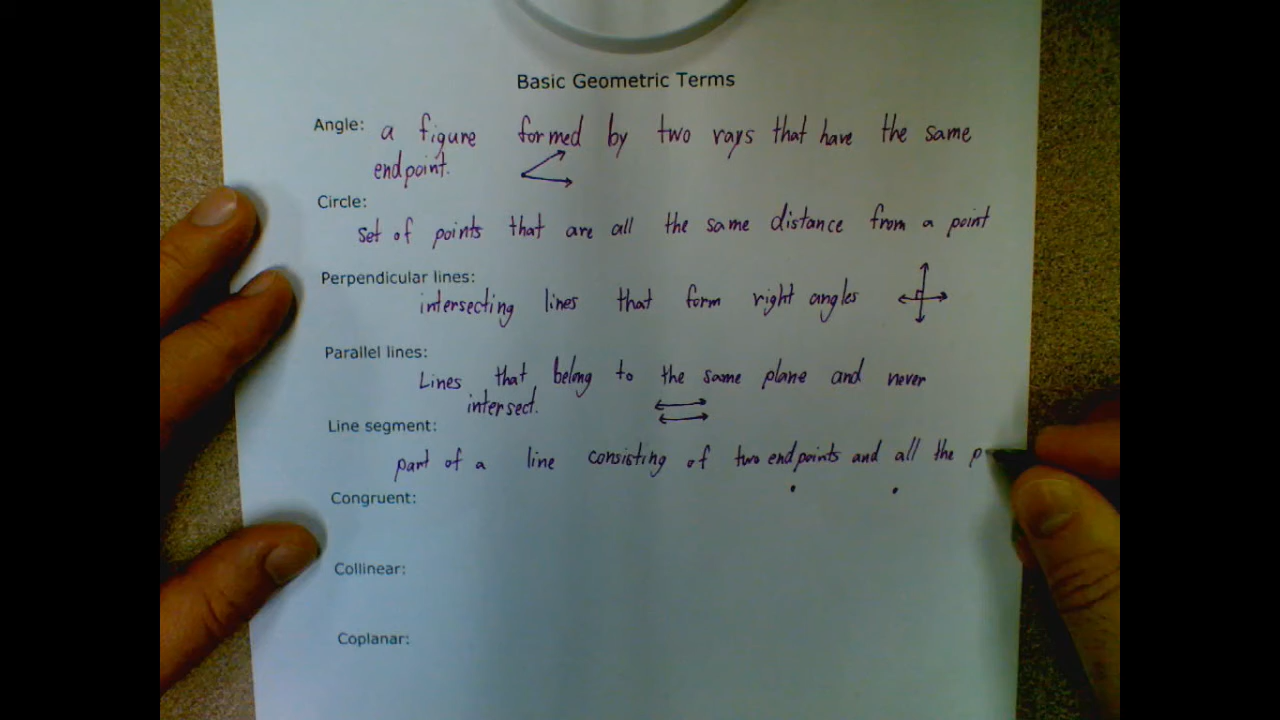 Basic Geometric Terms
Angle: a figure formed by two rays that have the same
endpoint.
Circle:
set of points that are all the same distance from a point
Perpendicular lines:
intersecting lines that form right angles
Parallel lines:
Lines that belong to the same plane and never
intersect.
Line segment:
part of a line consisting of two endpoints and all the p
Congruent:
Collinear:
Coplanar: